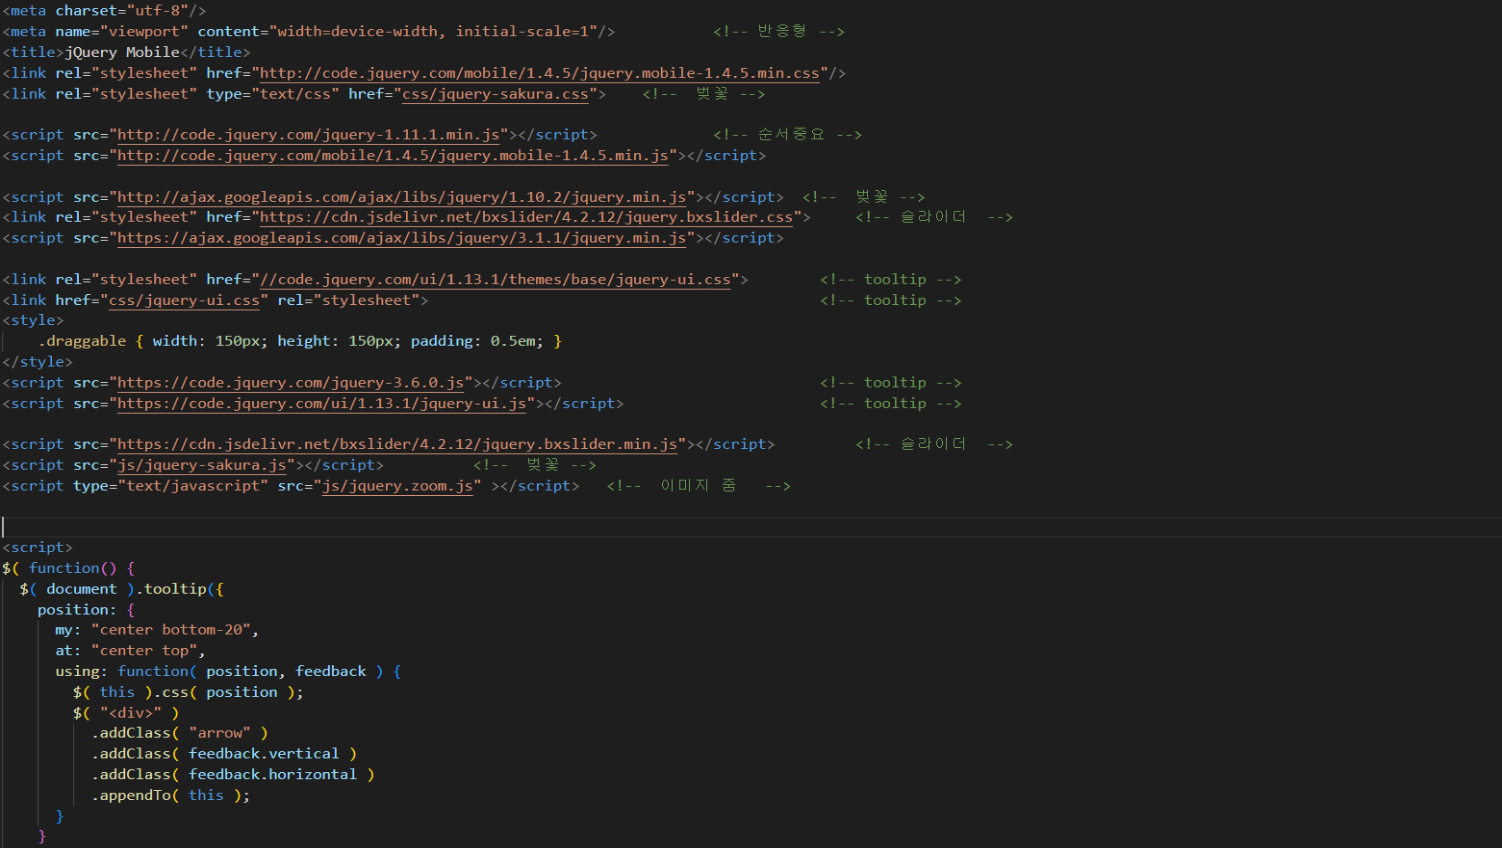 <meta charset="utf-8"/>
<meta name="viewport" content="width=device-width, initial-scale=1"/> <!-- 반응형 -->
<title>jQuery Mobile</title>
<link rel="stylesheet" href="http://code.jquery.com/mobile/1.4.5/jquery.mobile-1.4.5.min.css"/>
<link rel="stylesheet" type="text/css" href="css/jquery-sakura.css"> <!-- 벚꽃 -->
<script src="http://code.jquery.com/jquery-1.11.1.min.js"></script> <!-- 순서중요 -->
<script src="http://code.jquery.com/mobile/1.4.5/jquery.mobile-1.4.5.min.js"></script>
<script src="http://ajax.googleapis.com/ajax/libs/jquery/1.10.2/jquery.min.js"></script> <!-- 벚꽃 -->
<link rel="stylesheet" href="https://cdn.jsdelivr.net/bxslider/4.2.12/jquery.bxslider.css"> <!-- 슬라이더 -->
<script src="https://ajax.googleapis.com/ajax/libs/jquery/3.1.1/jquery.min.js"></script>
<link rel="stylesheet" href="//code.jquery.com/ui/1.13.1/themes/base/jquery-ui.css"> <!-- tooltip -->
<link href="css/jquery-ui.css" rel="stylesheet"> <!-- tooltip -->
<style>
.draggable { width: 150px; height: 150px; padding: 0.5em; }
</style>
<script src="https://code.jquery.com/jquery-3.6.0.js"></script> <!-- tooltip -->
<script src="https://code.jquery.com/ui/1.13.1/jquery-ui.js"></script> <!-- tooltip -->
<script src="https://cdn.jsdelivr.net/bxslider/4.2.12/jquery.bxslider.min.js"></script> <!-- 슬라이더 -->
<script src="js/jquery-sakura.js"></script> <!-- 벚꽃 -->
<script type="text/javascript" src="js/jquery.zoom.js" ></script> <!-- 이미지 줌 -->
<script>
$( function() {
$( document ).tooltip({
position: {
my: "center bottom-20",
at: "center top",
using: function( position, feedback ) {
$( this ).css( position );
$( "<div>" )
.addClass( "arrow" )
.addClass( feedback.vertical )
.addClass( feedback.horizontal )
.appendTo( this );
}
}